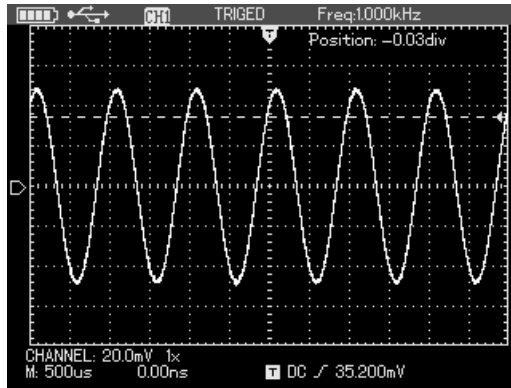 CH1 TRIGED Freq:1.000kHz
T
Position: -0.03div
CHANNEL: 20.0mV 1x
M: 500us 0.00ns T DC 35.200mV